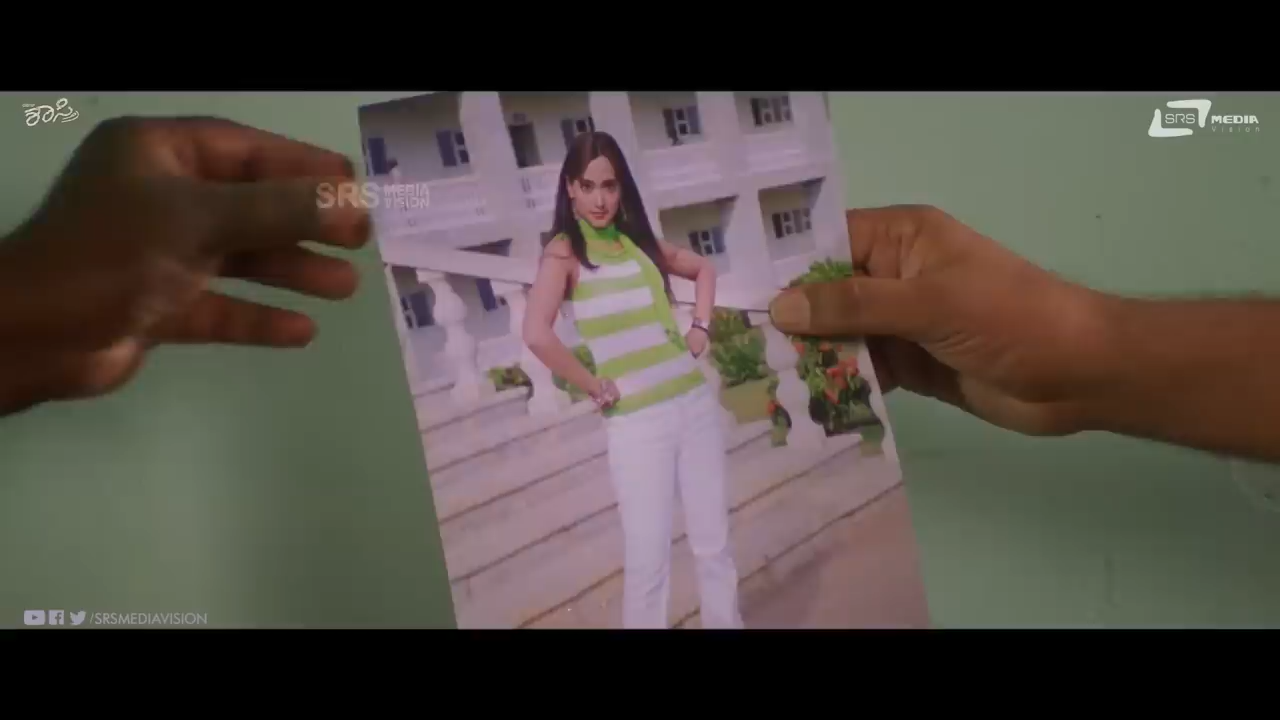 ಶಾಸ್ತ್ರಿ
SRS MEDIA
Vision
SRS MEDIA
VISION
/SRSMEDIAVISION